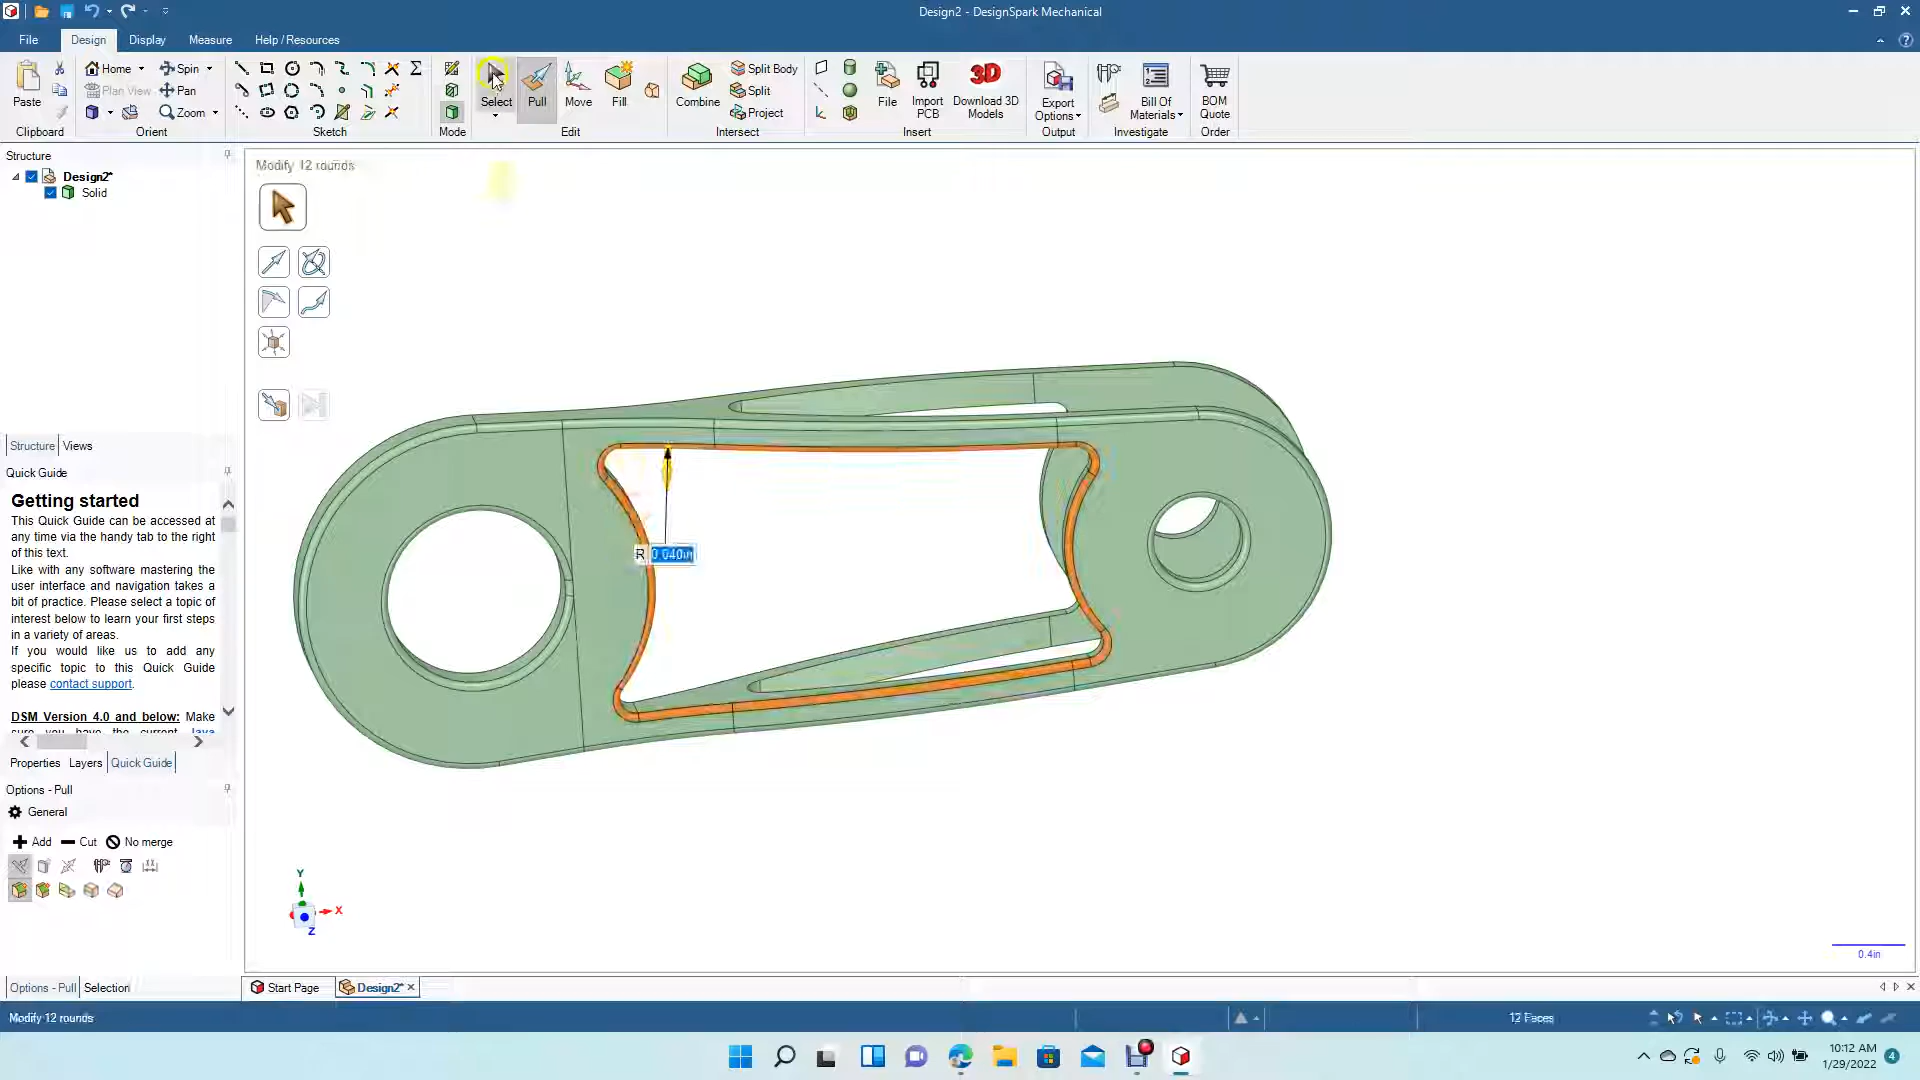 Design2 - DesignSpark Mechanical
File Design Display Measure Help / Resources
Paste
Clipboard
Home Spin
Plan View Pan
Zoom
Orient
Sketch
Mode
Select Pull Move Fill
Edit
Combine
Split Body
Split
Project
Intersect
File
Import PCB
3D
Download 3D Models
Insert
Export Options
Output
Bill Of Materials
Investigate
BOM Quote
Order
Structure
Design2*
Solid
Structure Views
Quick Guide
Getting started
This Quick Guide can be accessed at
any time via the handy tab to the right
of this text.
Like with any software mastering the
user interface and navigation takes a
bit of practice. Please select a topic of
interest below to learn your first steps
in a variety of areas.
If you would like us to add any
specific topic to this Quick Guide
please contact support.
DSM Version 4.0 and below: Make
sure you have the current Java
Properties Layers Quick Guide
Options - Pull
General
Add Cut No merge
Options - Pull Selection
Modify 12 rounds
R 0.040in
Y
X
Z
0.4in
Start Page Design2*
Modify 12 rounds
12 Faces
10:12 AM
1/29/2022
4